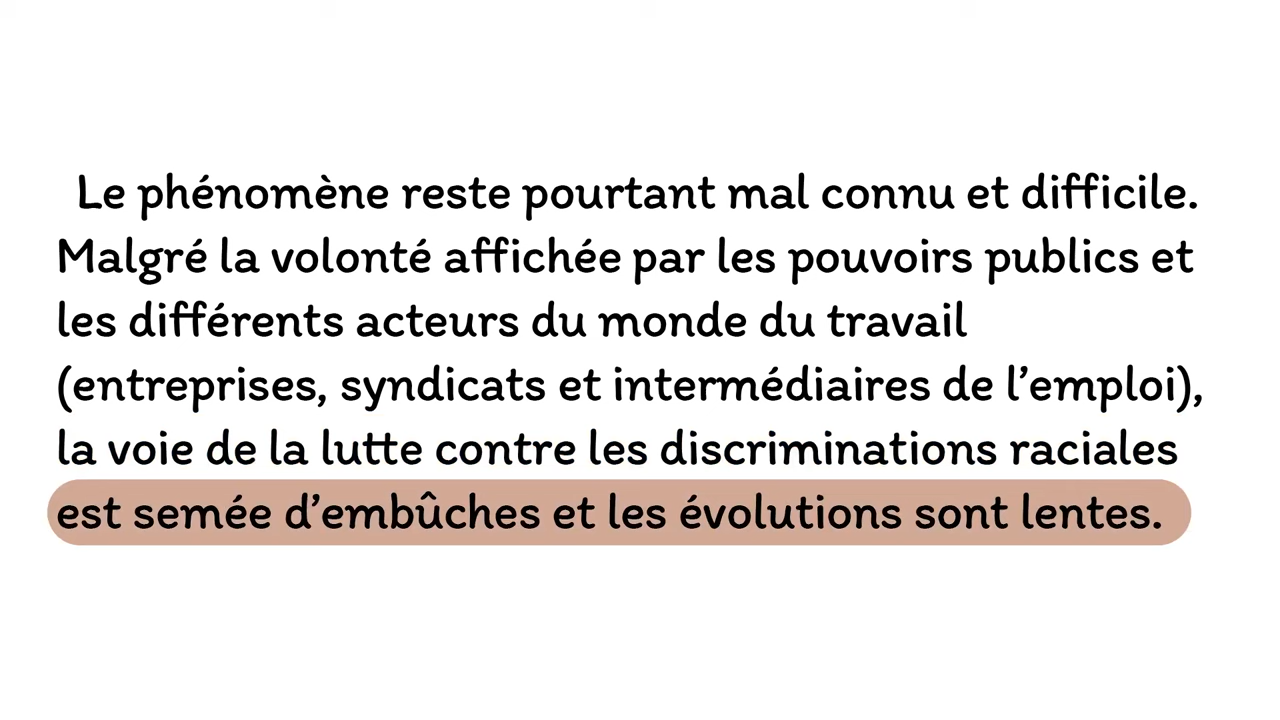 Le phénomène reste pourtant mal connu et difficile.
Malgré la volonté affichée par les pouvoirs publics et
les différents acteurs du monde du travail
(entreprises, syndicats et intermédiaires de l’emploi),
la voie de la lutte contre les discriminations raciales
est semée d’embûches et les évolutions sont lentes.